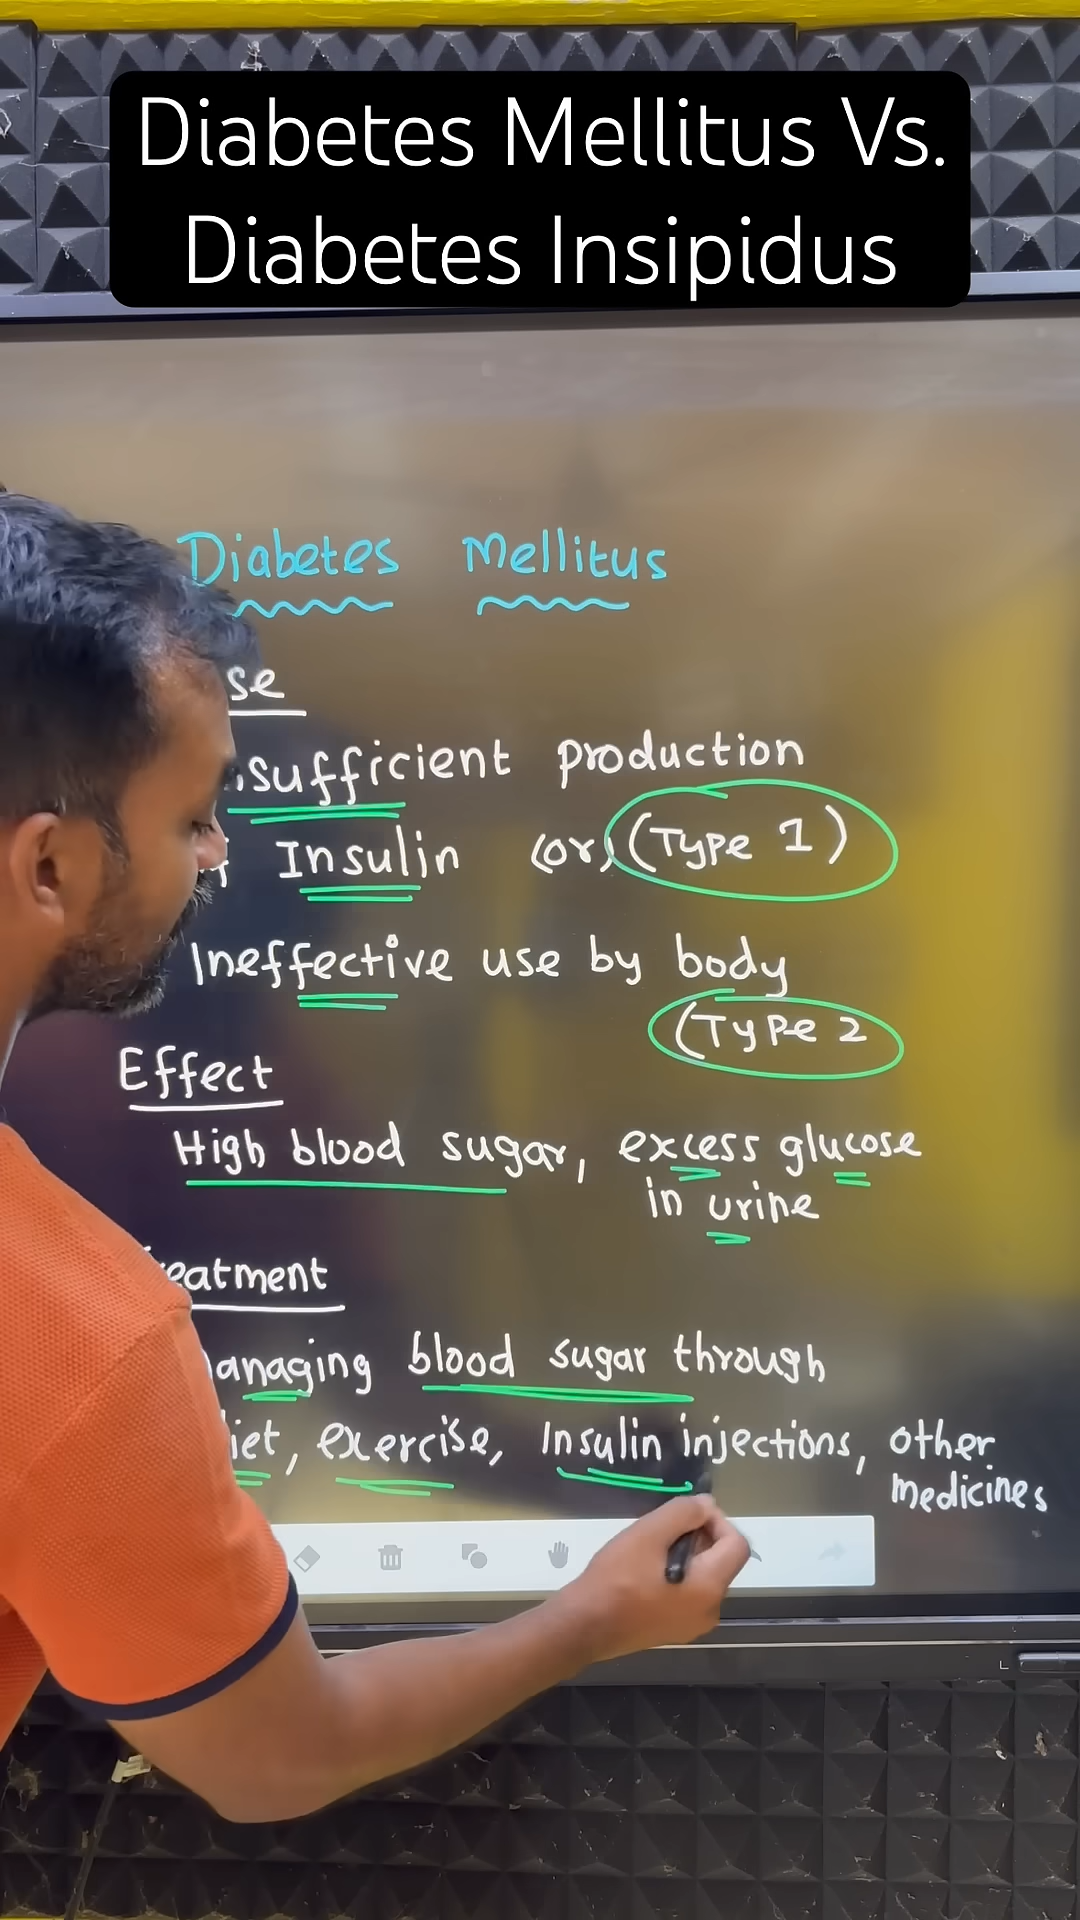 Diabetes Mellitus Vs.
Diabetes Insipidus
Diabetes Mellitus
se
sufficient production
Insulin (or) (Type 1)
Ineffective use by body
(Type 2
Effect
High blood sugar, excess glucose
in urine
eatment
anaging blood sugar through
iet, exercise, Insulin injections, other
medicines